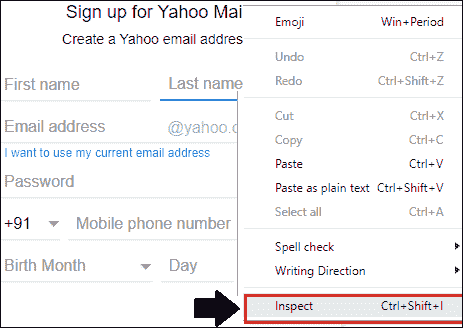 Sign up for Yahoo Mai
Create a Yahoo email addres
First name Last name
Email address @yahoo.c
I want to use my current email address
Password
+91 Mobile phone number
Birth Month Day
Emoji Win+Period
Undo Ctrl+Z
Redo Ctrl+Shift+Z
Cut Ctrl+X
Copy Ctrl+C
Paste Ctrl+V
Paste as plain text Ctrl+Shift+V
Select all Ctrl+A
Spell check
Writing Direction
Inspect Ctrl+Shift+I